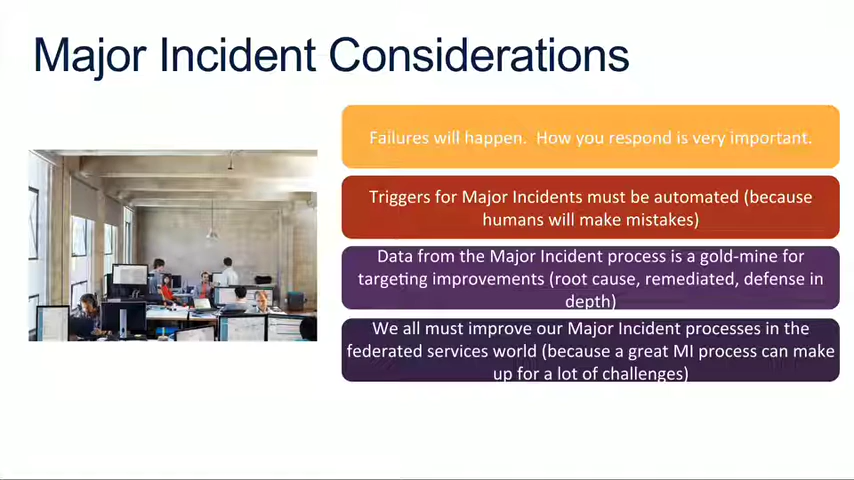 Major Incident Considerations
Failures will happen.  How you respond is very important.
Triggers for Major Incidents must be automated (because
humans will make mistakes)
Data from the Major Incident process is a gold-mine for
targeting improvements (root cause, remediated, defense in
depth)
We all must improve our Major Incident processes in the
federated services world (because a great MI process can make
up for a lot of challenges)